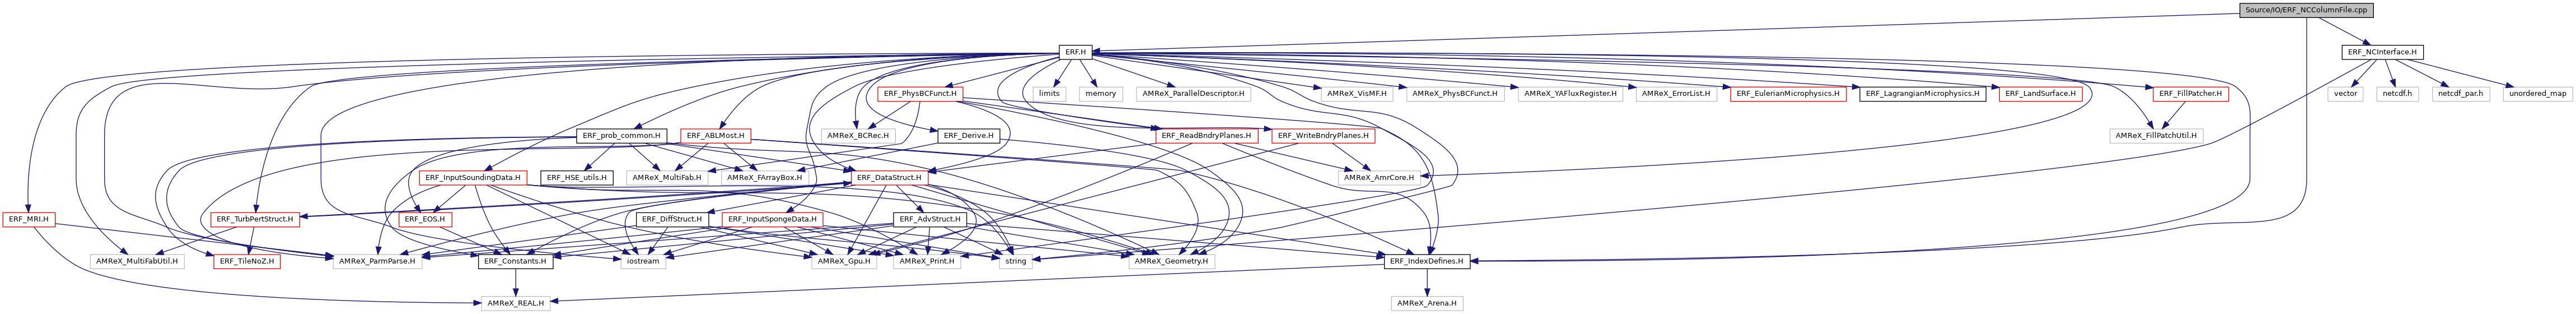 Source/IO/ERF_NCColumnFile.cpp
ERF.H
ERF_NCInterface.H
ERF_PhysBCFunct.H
limits
memory
AMReX_ParallelDescriptor.H
AMReX_VisMF.H
AMReX_PhysBCFunct.H
AMReX_YAFluxRegister.H
AMReX_ErrorList.H
ERF_EulerianMicrophysics.H
ERF_LagrangianMicrophysics.H
ERF_LandSurface.H
ERF_FillPatcher.H
vector
netcdf.h
netcdf_par.h
unordered_map
ERF_prob_common.H
ERF_ABLMost.H
AMReX_BCRec.H
ERF_Derive.H
ERF_ReadBndryPlanes.H
ERF_WriteBndryPlanes.H
AMReX_FillPatchUtil.H
ERF_InputSoundingData.H
ERF_HSE_utils.H
AMReX_MultiFab.H
AMReX_FArrayBox.H
ERF_DataStruct.H
AMReX_AmrCore.H
ERF_MRI.H
ERF_TurbPertStruct.H
ERF_EOS.H
ERF_DiffStruct.H
ERF_InputSpongeData.H
ERF_AdvStruct.H
AMReX_MultiFabUtil.H
ERF_TileNoZ.H
AMReX_ParmParse.H
ERF_Constants.H
iostream
AMReX_Gpu.H
AMReX_Print.H
string
AMReX_Geometry.H
ERF_IndexDefines.H
AMReX_REAL.H
AMReX_Arena.H